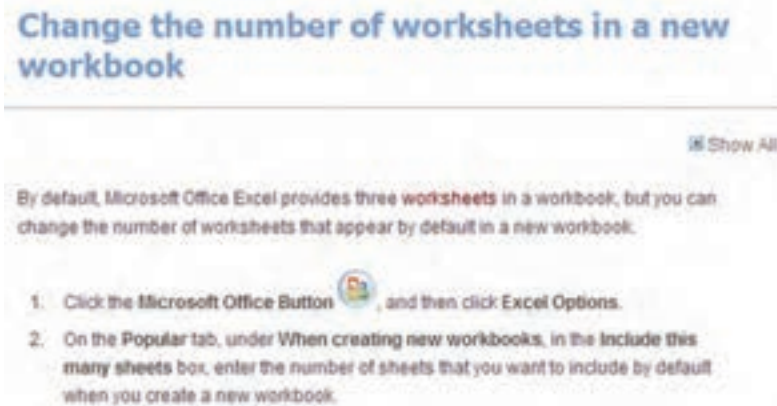 Change the number of worksheets in a new
workbook
Show All
By default, Microsoft Office Excel provides three worksheets in a workbook, but you can
change the number of worksheets that appear by default in a new workbook.
1. Click the Microsoft Office Button , and then click Excel Options.
2. On the Popular tab, under When creating new workbooks, in the Include this
many sheets box, enter the number of sheets that you want to include by default
when you create a new workbook.